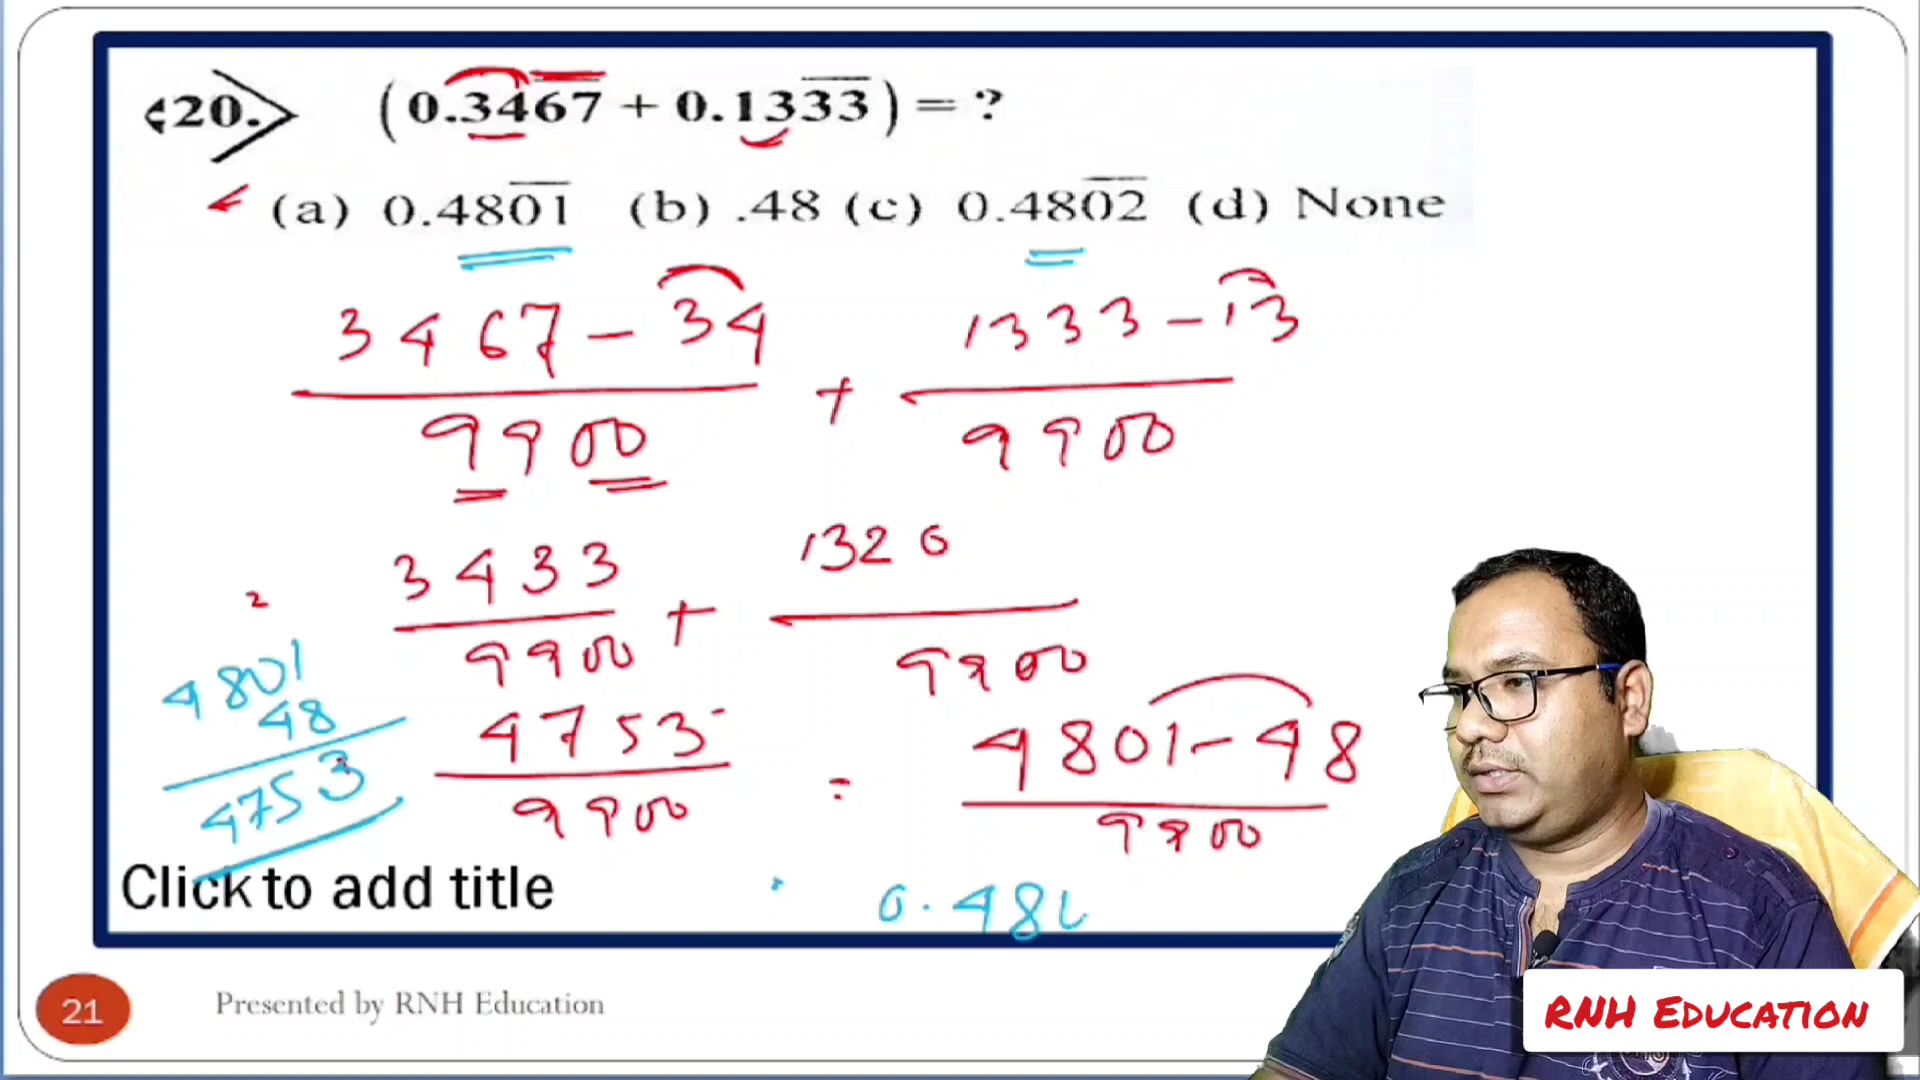 20. (0.3467 + 0.1333) = ?
(a) 0.4801 (b) .48 (c) 0.4802 (d) None
3467 - 34 + 1333 - 13
9900 9900
3433 + 1320
9900 9900
2
4801
48
4753
4753 = 4801 - 48
9900 9900
Click to add title
0.480
21
Presented by RNH Education
RNH EDUCATION